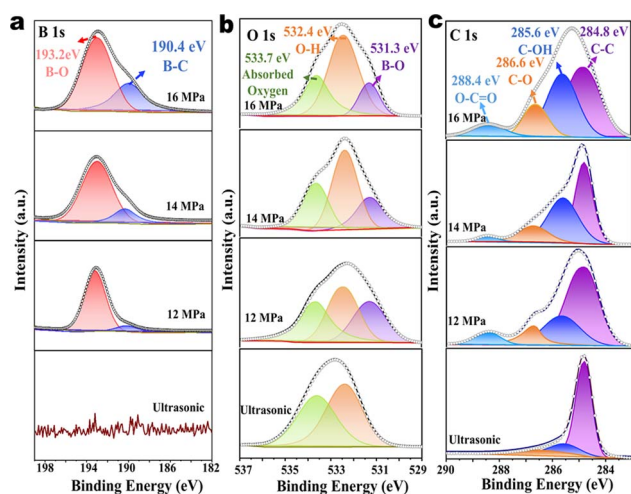 a
B 1s
193.2eV
B-O
190.4 eV
B-C
16 MPa
14 MPa
12 MPa
Ultrasonic
Intensity (a.u.)
198 194 190 186 182
Binding Energy (eV)
b
O 1s
532.4 eV
O-H
533.7 eV
Absorbed
Oxygen
531.3 eV
B-O
16 MPa
14 MPa
12 MPa
Ultrasonic
Intensity (a.u.)
537 535 533 531 529
Binding Energy (eV)
c
C 1s
285.6 eV
C-OH
284.8 eV
C-C
286.6 eV
C-O
288.4 eV
O-C=O
16 MPa
14 MPa
12 MPa
Ultrasonic
Intensity (a.u.)
290 288 286 284
Binding Energy (eV)